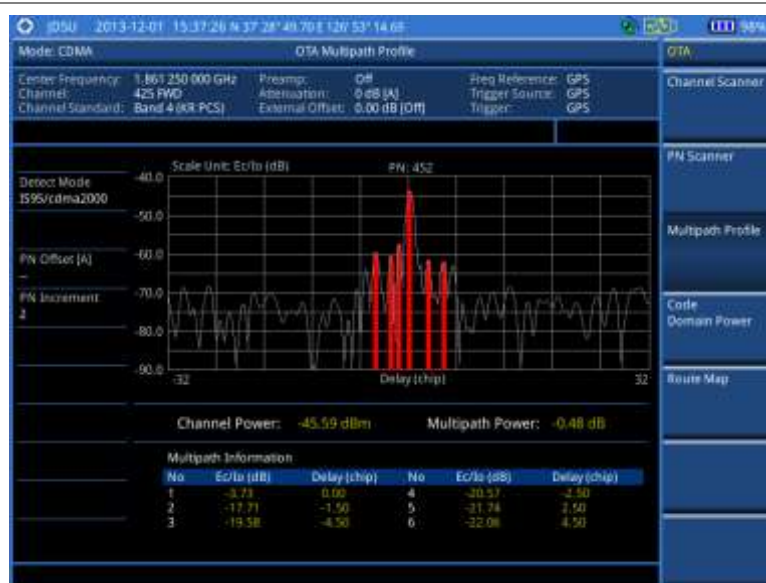 JDSU 2013-12-01 15:37:26 N 37° 28' 49.70 E 126° 53' 14.68 98%
Mode: CDMA OTA Multipath Profile OTA
Center Frequency: 1.861 250 000 GHz Preamp: Off Freq Reference: GPS
Channel: 425 FWD Attenuation: 0 dB [A] Trigger Source: GPS
Channel Standard: Band 4 (KR PCS) External Offset: 0.00 dB [Off] Trigger: GPS
Channel Scanner
PN Scanner
Multipath Profile
Code
Domain Power
Route Map
Detect Mode
IS95/cdma2000
PN Offset [A]
--
PN Increment
Scale Unit: Ec/Io (dB) PN: 452
-40.0
-50.0
-60.0
-70.0
-80.0
-90.0
-32 Delay (chip) 32
Channel Power: -45.59 dBm Multipath Power: -0.48 dB
Multipath Information
No Ec/Io (dB) Delay (chip) No Ec/Io (dB) Delay (chip)
1 -3.73 0.00 4 -20.57 -2.50
2 -17.71 -1.50 5 -21.74 2.50
3 -19.58 -4.50 6 -22.06 4.50